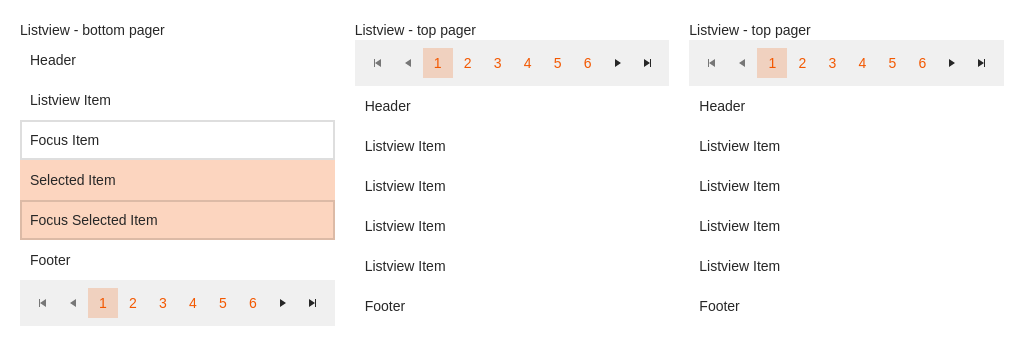 Listview - bottom pager
Header
Listview Item
Focus Item
Selected Item
Focus Selected Item
Footer
1 2 3 4 5 6
Listview - top pager
1 2 3 4 5 6
Header
Listview Item
Listview Item
Listview Item
Listview Item
Footer
Listview - top pager
1 2 3 4 5 6
Header
Listview Item
Listview Item
Listview Item
Listview Item
Footer